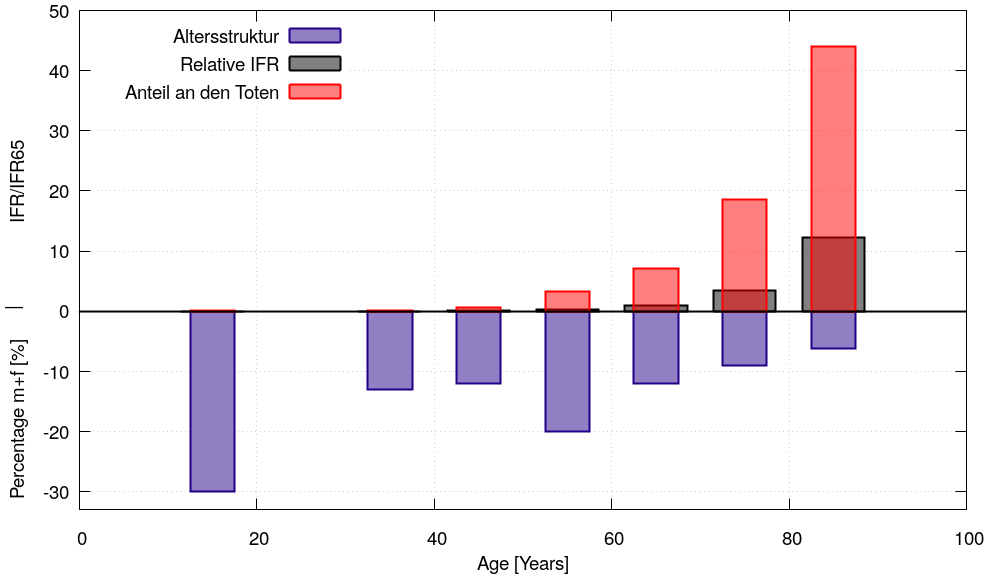 Altersstruktur
Relative IFR
Anteil an den Toten
50
40
30
20
10
0
-10
-20
-30
Percentage m+f [%] | IFR/IFR65
0 20 40 60 80 100
Age [Years]